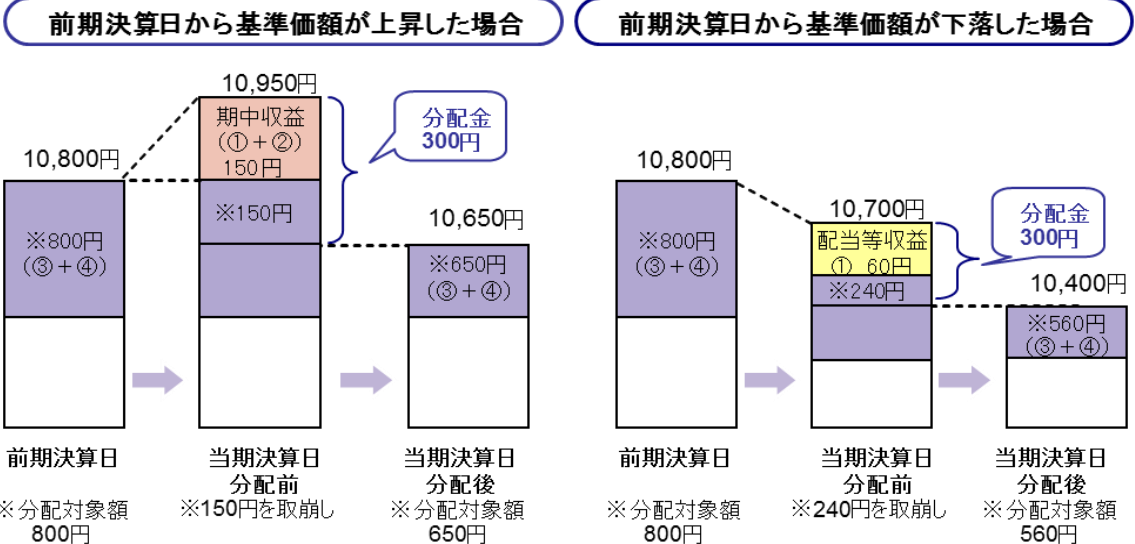 前期決算日から基準価額が上昇した場合
10,950円
期中収益
(①+②)
150円
分配金
300円
10,800円
※150円
10,650円
※800円
(③+④)
※650円
(③+④)
前期決算日
当期決算日
分配前
当期決算日
分配後
※分配対象額
800円
※150円を取崩し
※分配対象額
650円
前期決算日から基準価額が下落した場合
10,800円
10,700円
分配金
300円
※800円
(③+④)
配当等収益
① 60円
※240円
10,400円
※560円
(③+④)
前期決算日
当期決算日
分配前
当期決算日
分配後
※分配対象額
800円
※240円を取崩し
※分配対象額
560円